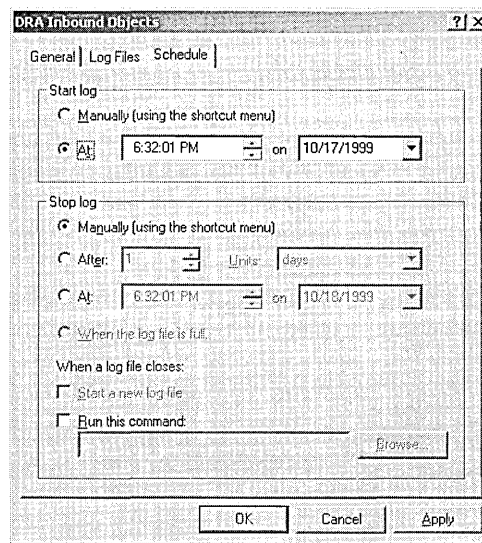 DRA Inbound Objects
General Log Files Schedule
Start log
Manually (using the shortcut menu)
At: 6:32:01 PM on 10/17/1999
Stop log
Manually (using the shortcut menu)
After: 1 Units: days
At: 6:32:01 PM on 10/18/1999
When the log file is full.
When a log file closes:
Start a new log file
Run this command:
Browse...
OK Cancel Apply